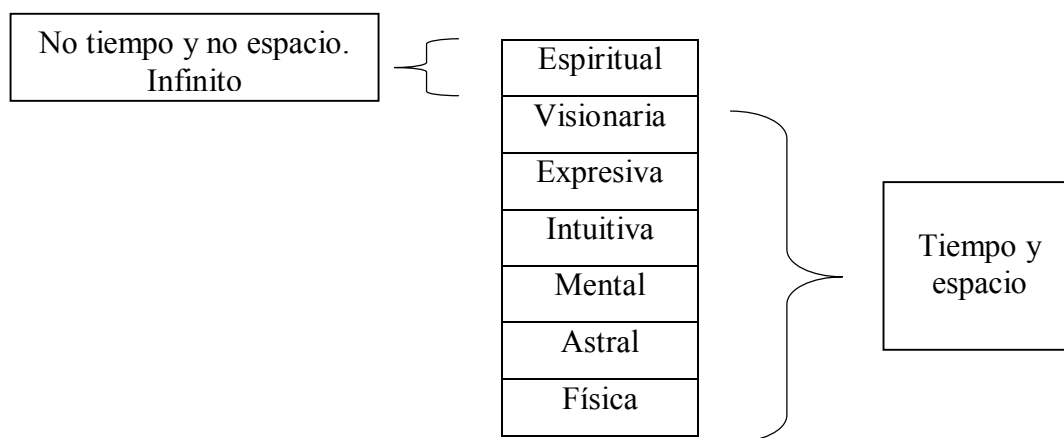 No tiempo y no espacio.
Infinito
Espiritual
Visionaria
Expresiva
Intuitiva
Mental
Astral
Física
Tiempo y
espacio